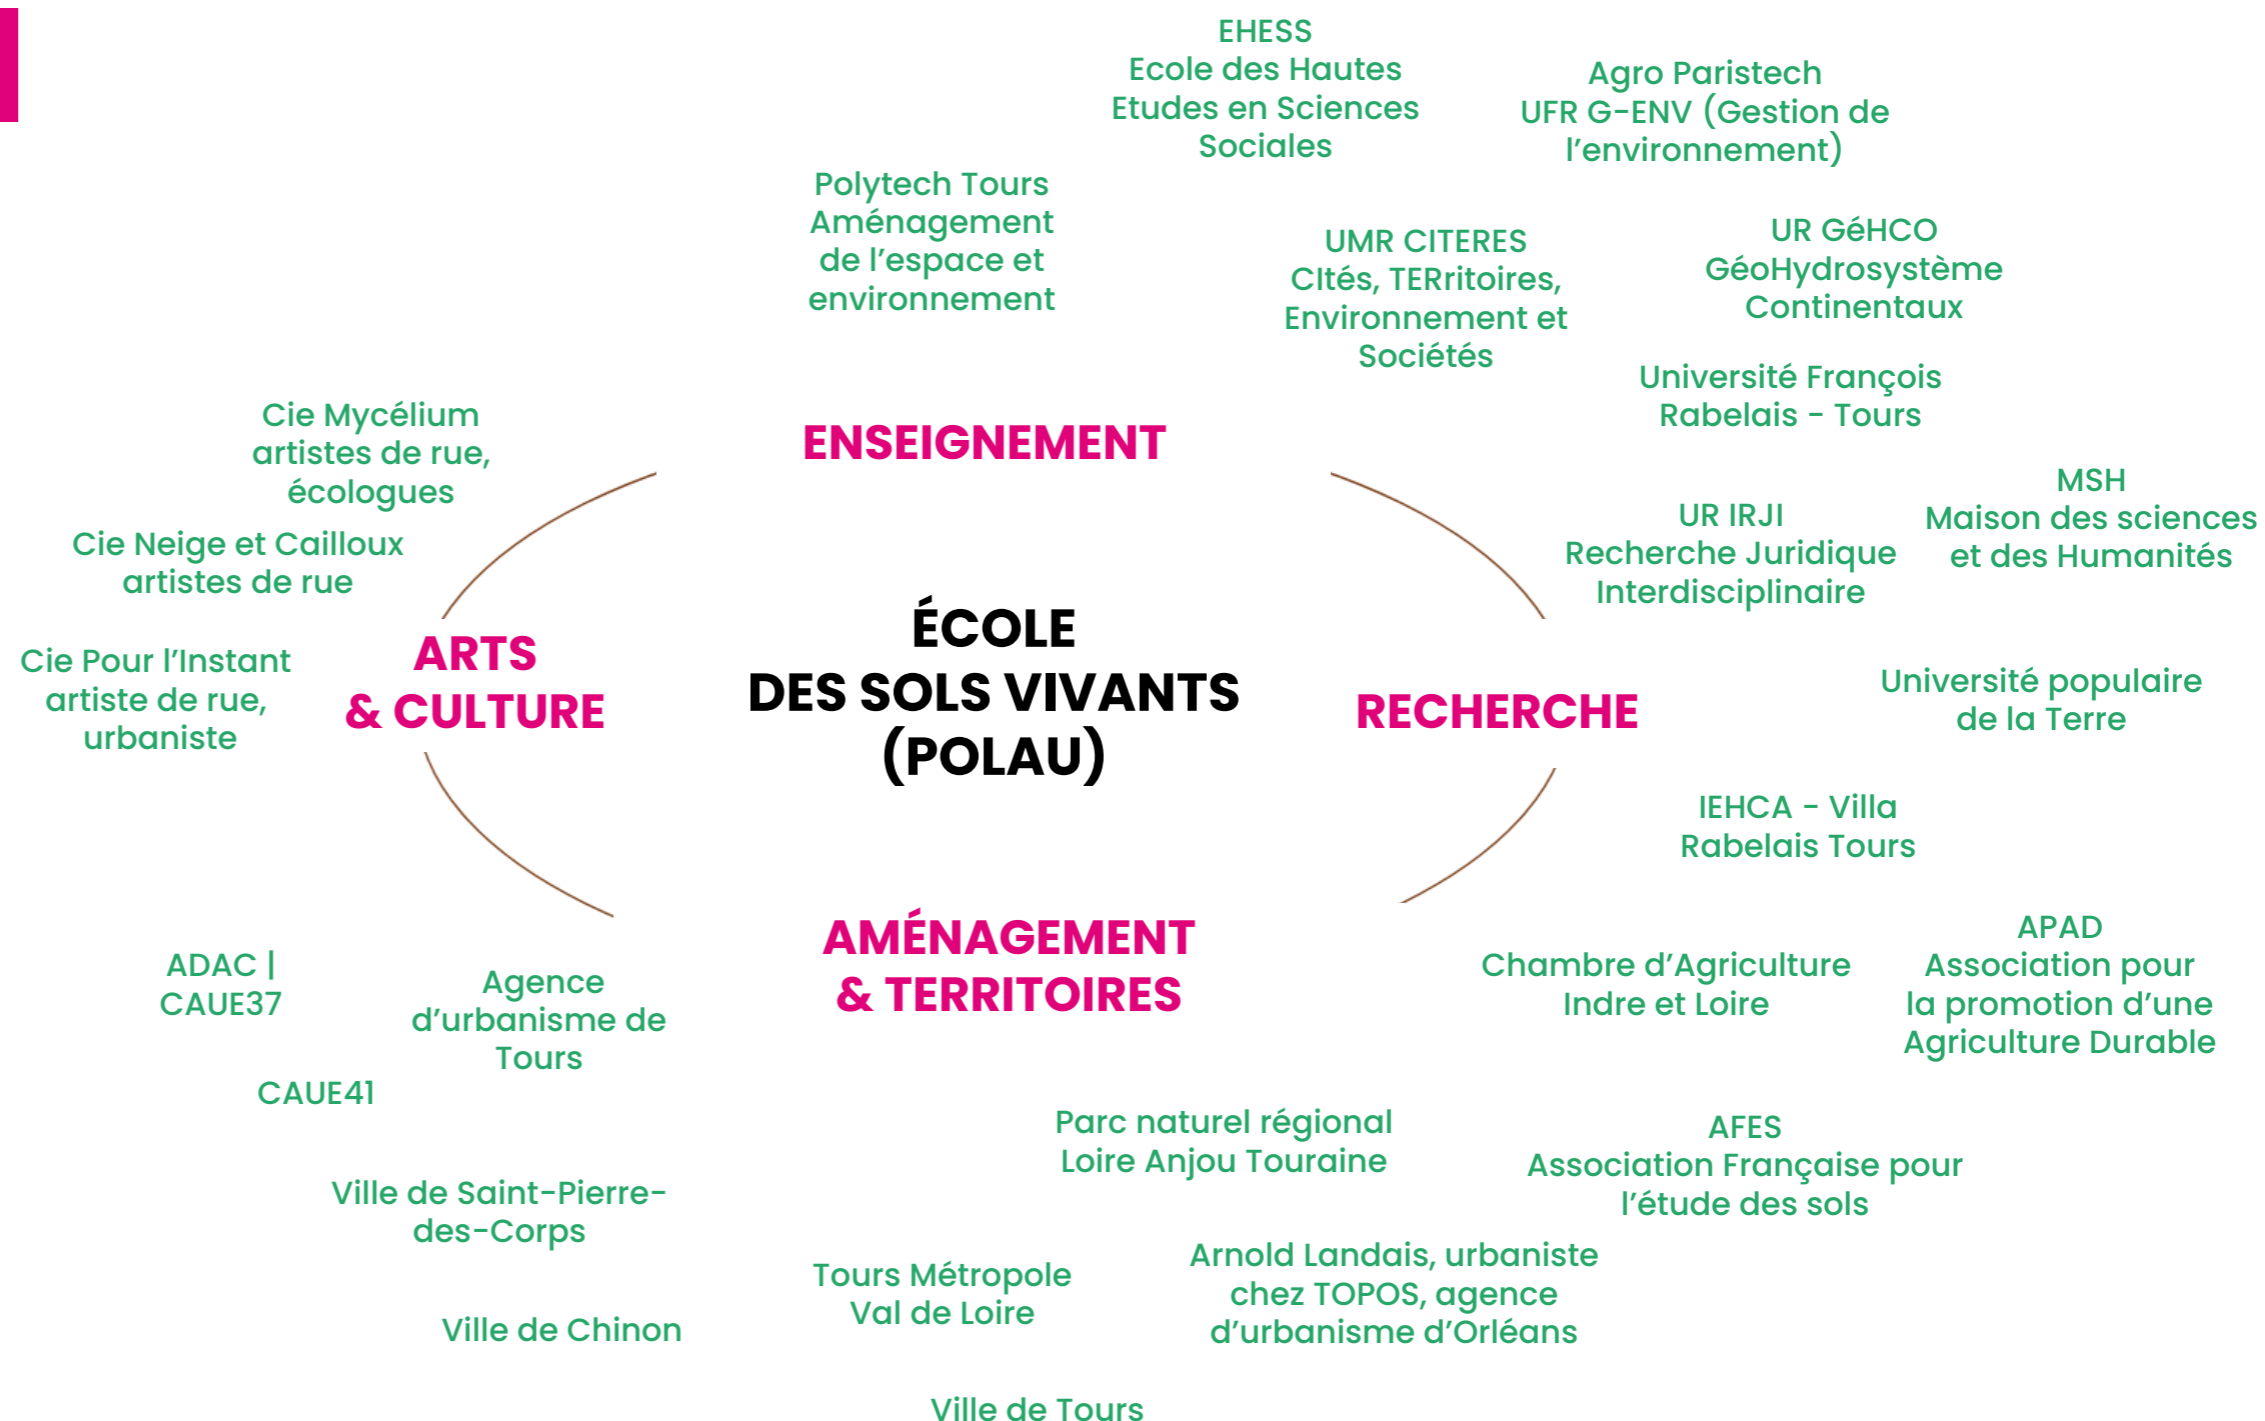 EHESS
Ecole des Hautes
Etudes en Sciences
Sociales
Agro Paristech
UFR G-ENV (Gestion de
l'environnement)
Polytech Tours
Aménagement
de l'espace et
environnement
UMR CITERES
CItés, TERritoires,
Environnement et
Sociétés
UR GéHCO
GéoHydrosystème
Continentaux
Université François
Rabelais - Tours
Cie Mycélium
artistes de rue,
écologues
ENSEIGNEMENT
MSH
Maison des sciences
et des Humanités
UR IRJI
Recherche Juridique
Interdisciplinaire
Cie Neige et Cailloux
artistes de rue
Cie Pour l'Instant
artiste de rue,
urbaniste
ARTS
& CULTURE
ÉCOLE
DES SOLS VIVANTS
(POLAU)
RECHERCHE
Université populaire
de la Terre
IEHCA - Villa
Rabelais Tours
AMÉNAGEMENT
& TERRITOIRES
ADAC |
CAUE37
Agence
d'urbanisme de
Tours
Chambre d'Agriculture
Indre et Loire
APAD
Association pour
la promotion d'une
Agriculture Durable
CAUE41
Parc naturel régional
Loire Anjou Touraine
AFES
Association Française pour
l'étude des sols
Ville de Saint-Pierre-
des-Corps
Tours Métropole
Val de Loire
Arnold Landais, urbaniste
chez TOPOS, agence
d'urbanisme d'Orléans
Ville de Chinon
Ville de Tours